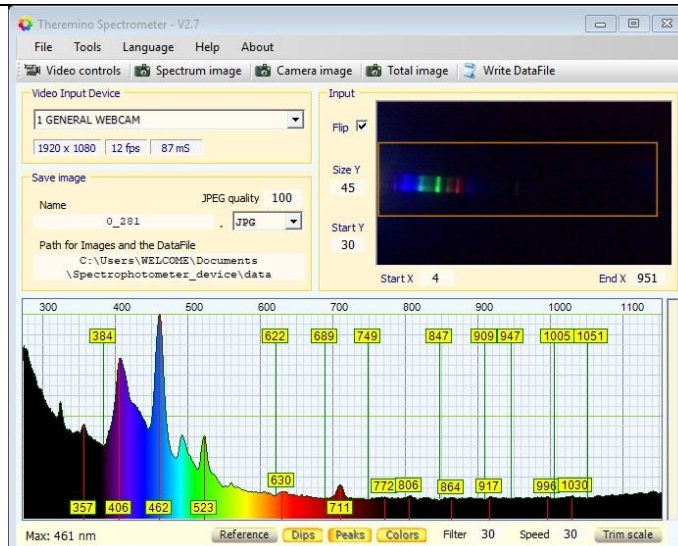 Theremino Spectrometer - V2.7
File Tools Language Help About
Video controls Spectrum image Camera image Total image Write DataFile
Video Input Device
1 GENERAL WEBCAM
1920 x 1080 12 fps 87 mS
Save image
Name JPEG quality 100
0_281 . JPG
Path for Images and the DataFile
C:\Users\WELCOME\Documents
\Spectrophotometer_device\data
Input
Flip
Size Y
45
Start Y
30
Start X 4 End X 951
300 400 500 600 700 800 900 1000 1100
384 622 689 749 847 909 947 1005 1051
630 772 806 864 917 996 1030
357 406 462 523 711
Max: 461 nm Reference Dips Peaks Colors Filter 30 Speed 30 Trim scale